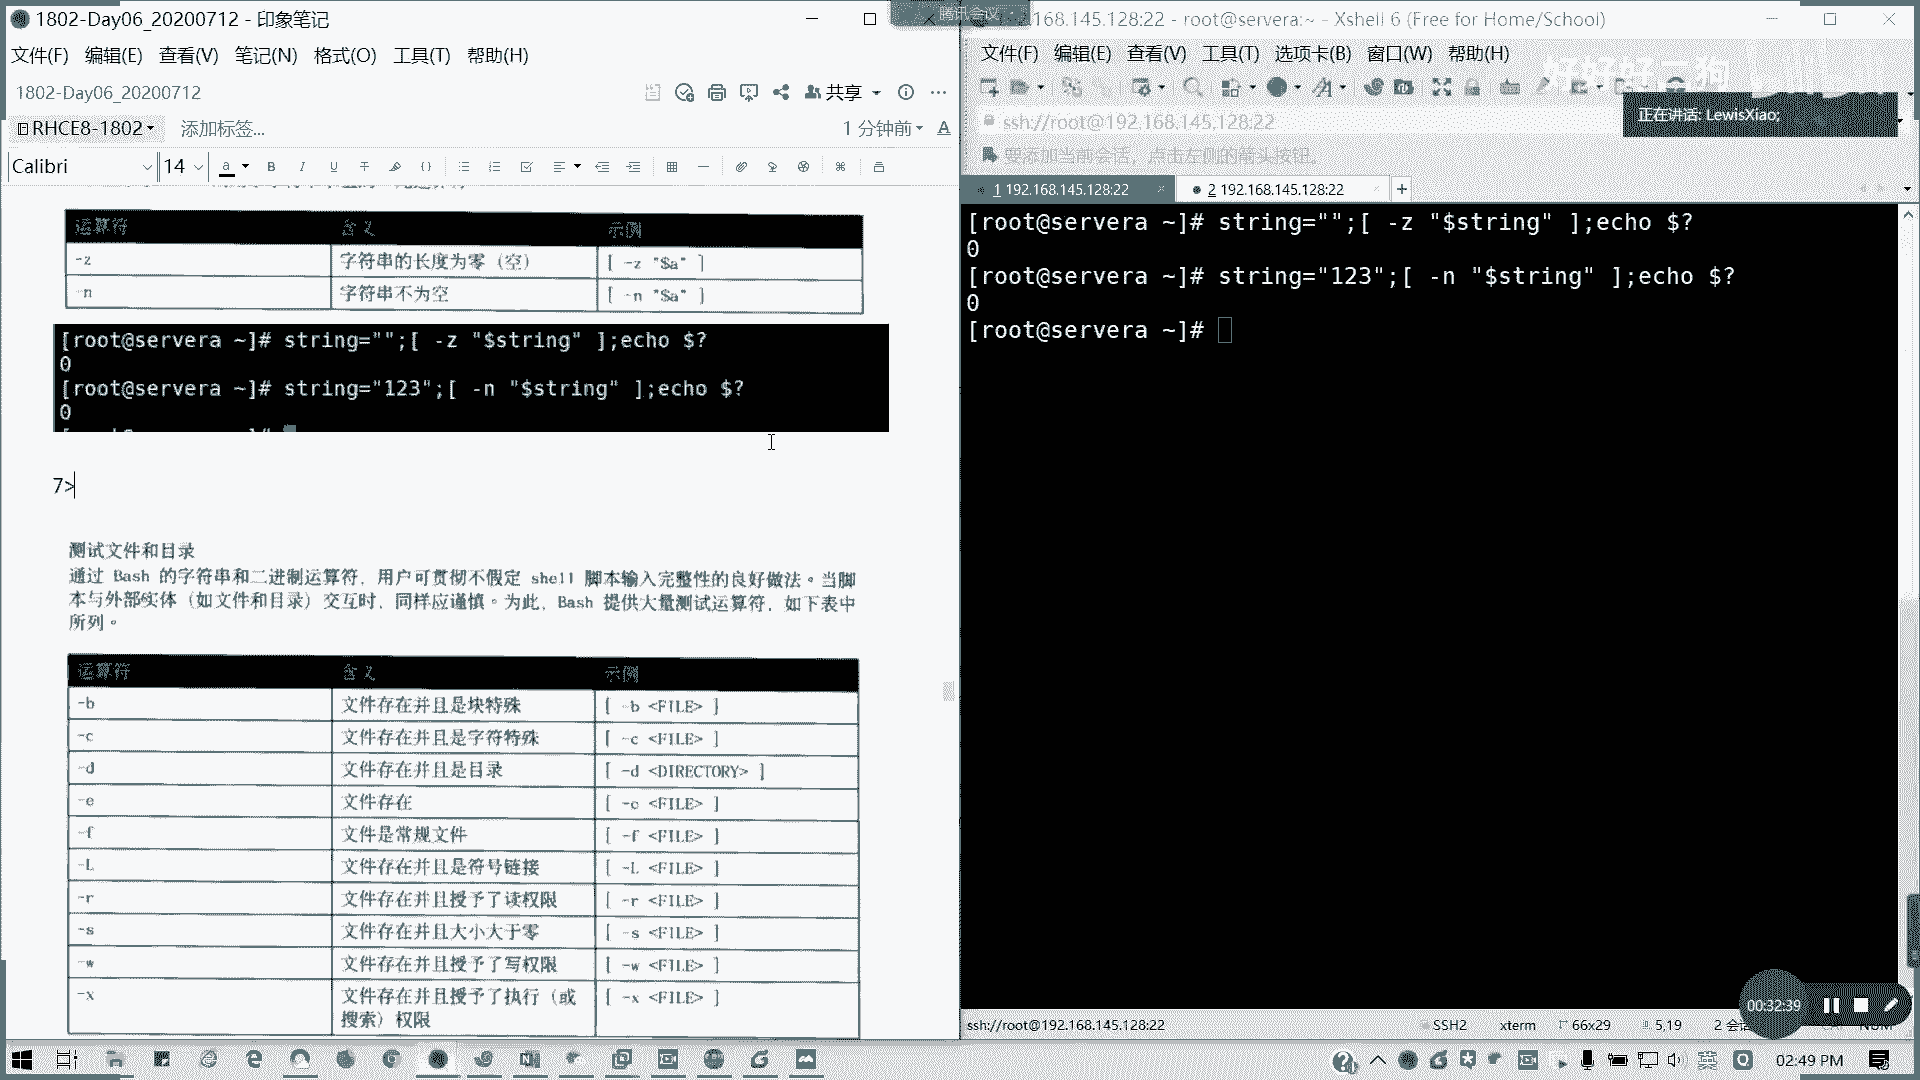 1802-Day06_20200712 - 印象笔记
文件(F) 编辑(E) 查看(V) 笔记(N) 格式(O) 工具(T) 帮助(H)
1802-Day06_20200712
共享
RHCE8-1802 添加标签...
1 分钟前
Calibri 14
运算符 含义 示例
-z 字符串的长度为零（空） [ -z "$a" ]
-n 字符串不为空 [ -n "$a" ]
[root@servera ~]# string="";[ -z "$string" ];echo $?
0
[root@servera ~]# string="123";[ -n "$string" ];echo $?
0
7>
测试文件和目录
通过 Bash 的字符串和二进制运算符，用户可贯彻不假定 shell 脚本输入完整性的良好做法。当脚
本与外部实体（如文件和目录）交互时，同样应谨慎。为此，Bash 提供大量测试运算符，如下表中
所列。
运算符 含义 示例
-b 文件存在并且是块特殊 [ -b <FILE> ]
-c 文件存在并且是字符特殊 [ -c <FILE> ]
-d 文件存在并且是目录 [ -d <DIRECTORY> ]
-e 文件存在 [ -e <FILE> ]
-f 文件是常规文件 [ -f <FILE> ]
-L 文件存在并且是符号链接 [ -L <FILE> ]
-r 文件存在并且授予了读权限 [ -r <FILE> ]
-s 文件存在并且大小大于零 [ -s <FILE> ]
-w 文件存在并且授予了写权限 [ -w <FILE> ]
-x 文件存在并且授予了执行（或 [ -x <FILE> ]
搜索）权限
腾讯会议
168.145.128:22 - root@servera:~ - Xshell 6 (Free for Home/School)
文件(F) 编辑(E) 查看(V) 工具(T) 选项卡(B) 窗口(W) 帮助(H)
好好好二狗
正在讲话: LewisXiao;
ssh://root@192.168.145.128:22
要添加当前会话，点击左侧的箭头按钮。
1 192.168.145.128:22
2 192.168.145.128:22
[root@servera ~]# string="";[ -z "$string" ];echo $?
0
[root@servera ~]# string="123";[ -n "$string" ];echo $?
0
[root@servera ~]#
00:32:39
ssh://root@192.168.145.128:22 SSH2 xterm 66x29 5,19 2 会 NUM
英 02:49 PM